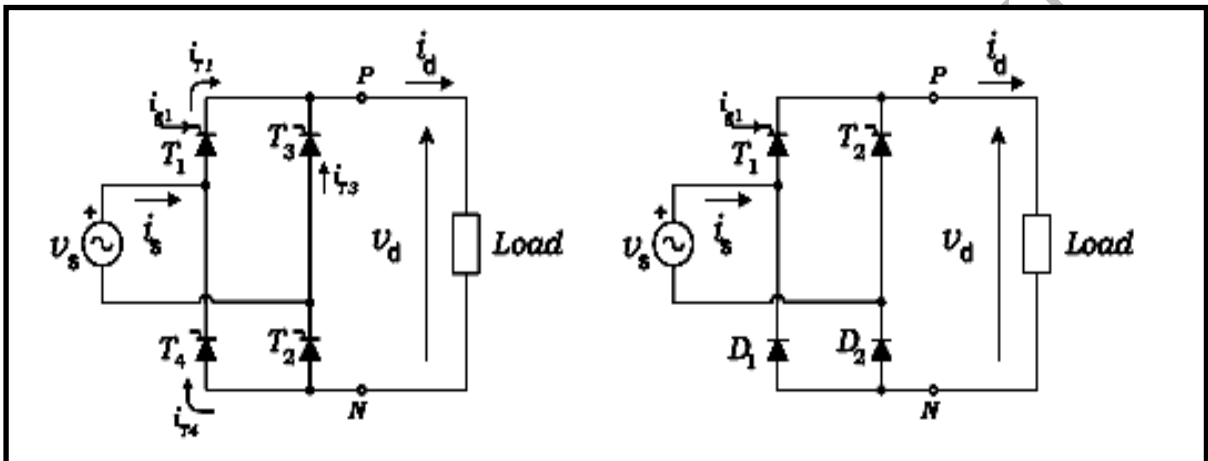 i_T1
i_d
P
i_g1
T_1
T_3
i_T3
+
i_s
v_s
v_d
Load
T_4
T_2
N
i_T4
i_d
P
i_g1
T_1
T_2
+
i_s
v_s
v_d
Load
D_1
D_2
N